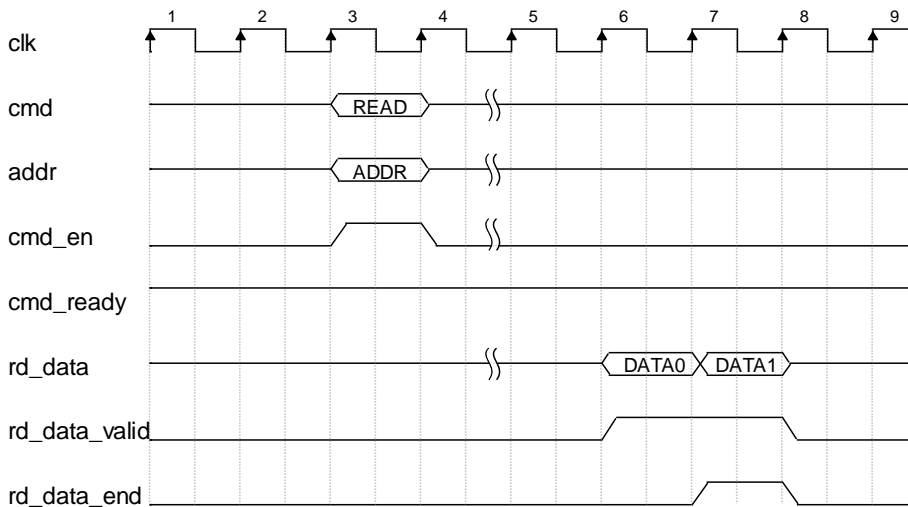 1 2 3 4 5 6 7 8 9
clk
cmd READ
addr ADDR
cmd_en
cmd_ready
rd_data DATA0 DATA1
rd_data_valid
rd_data_end